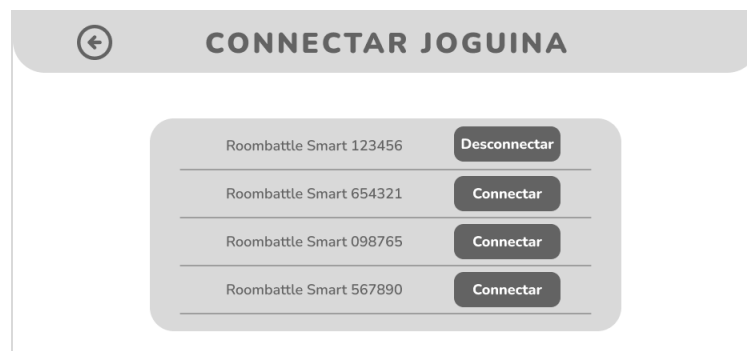 CONNECTAR JOGUINA
Roombattle Smart 123456 Desconnectar
Roombattle Smart 654321 Connectar
Roombattle Smart 098765 Connectar
Roombattle Smart 567890 Connectar